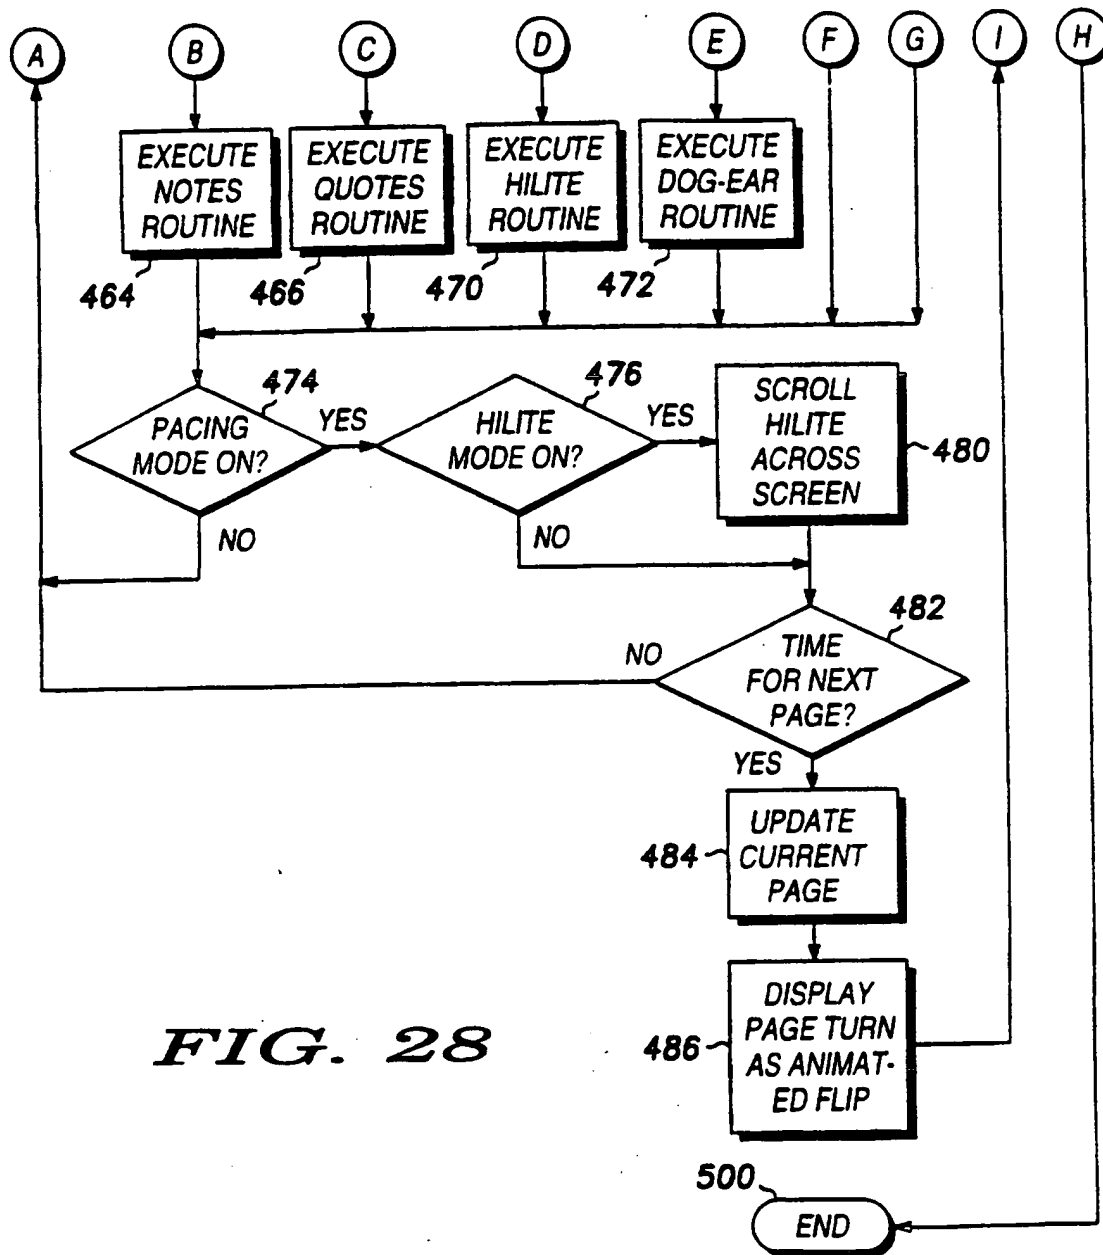 A
B
C
D
E
F
G
I
H
EXECUTE
NOTES
ROUTINE
464
EXECUTE
QUOTES
ROUTINE
466
EXECUTE
HILITE
ROUTINE
470
EXECUTE
DOG-EAR
ROUTINE
472
PACING
MODE ON?
474
YES
NO
HILITE
MODE ON?
476
YES
NO
SCROLL
HILITE
ACROSS
SCREEN
480
TIME
FOR NEXT
PAGE?
482
NO
YES
UPDATE
CURRENT
PAGE
484
DISPLAY
PAGE TURN
AS ANIMAT-
ED FLIP
486
FIG. 28
500
END